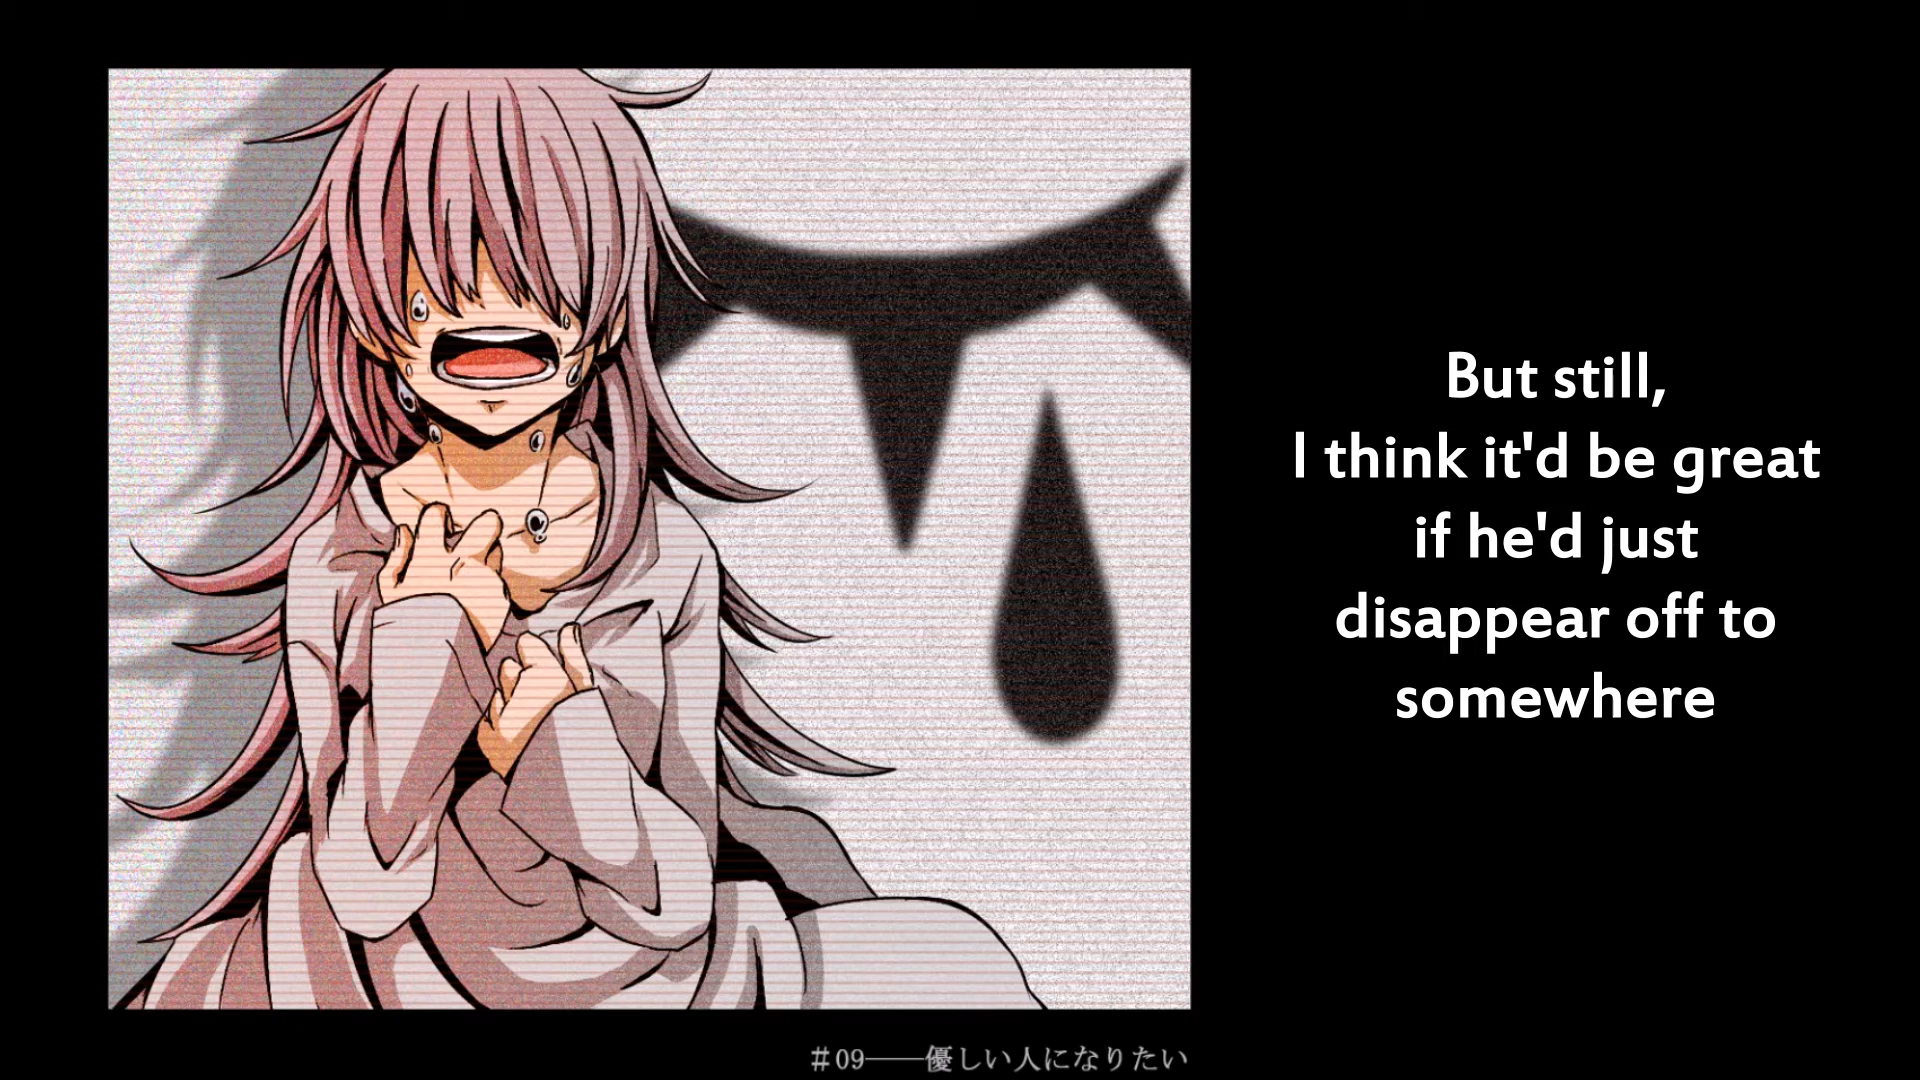 But still,
I think it'd be great
if he'd just
disappear off to
somewhere
#09——優しい人になりたい